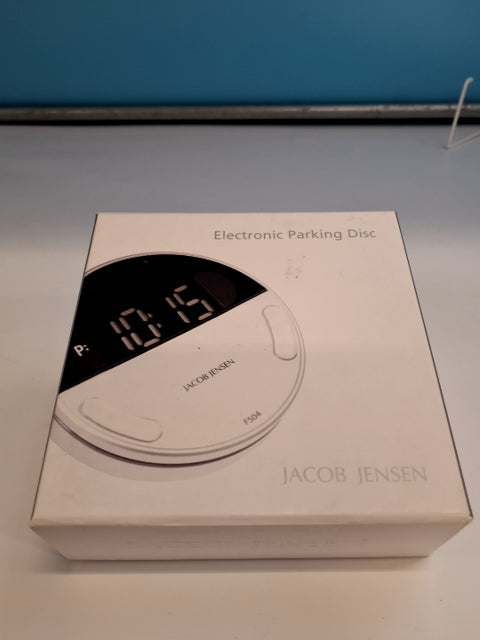 Electronic Parking Disc
P: 10:15
JACOB JENSEN
FS04
JACOB JENSEN